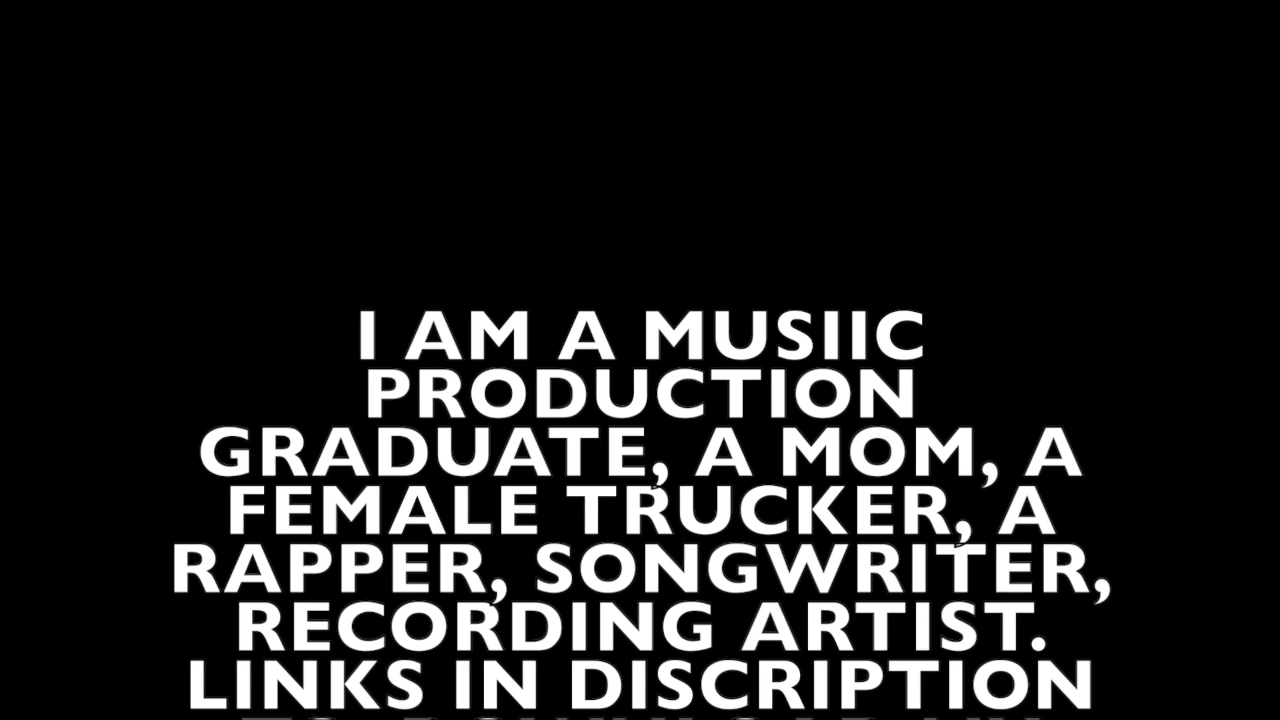 I AM A MUSIIC
PRODUCTION
GRADUATE, A MOM, A
FEMALE TRUCKER, A
RAPPER, SONGWRITER,
RECORDING ARTIST.
LINKS IN DISCRIPTION